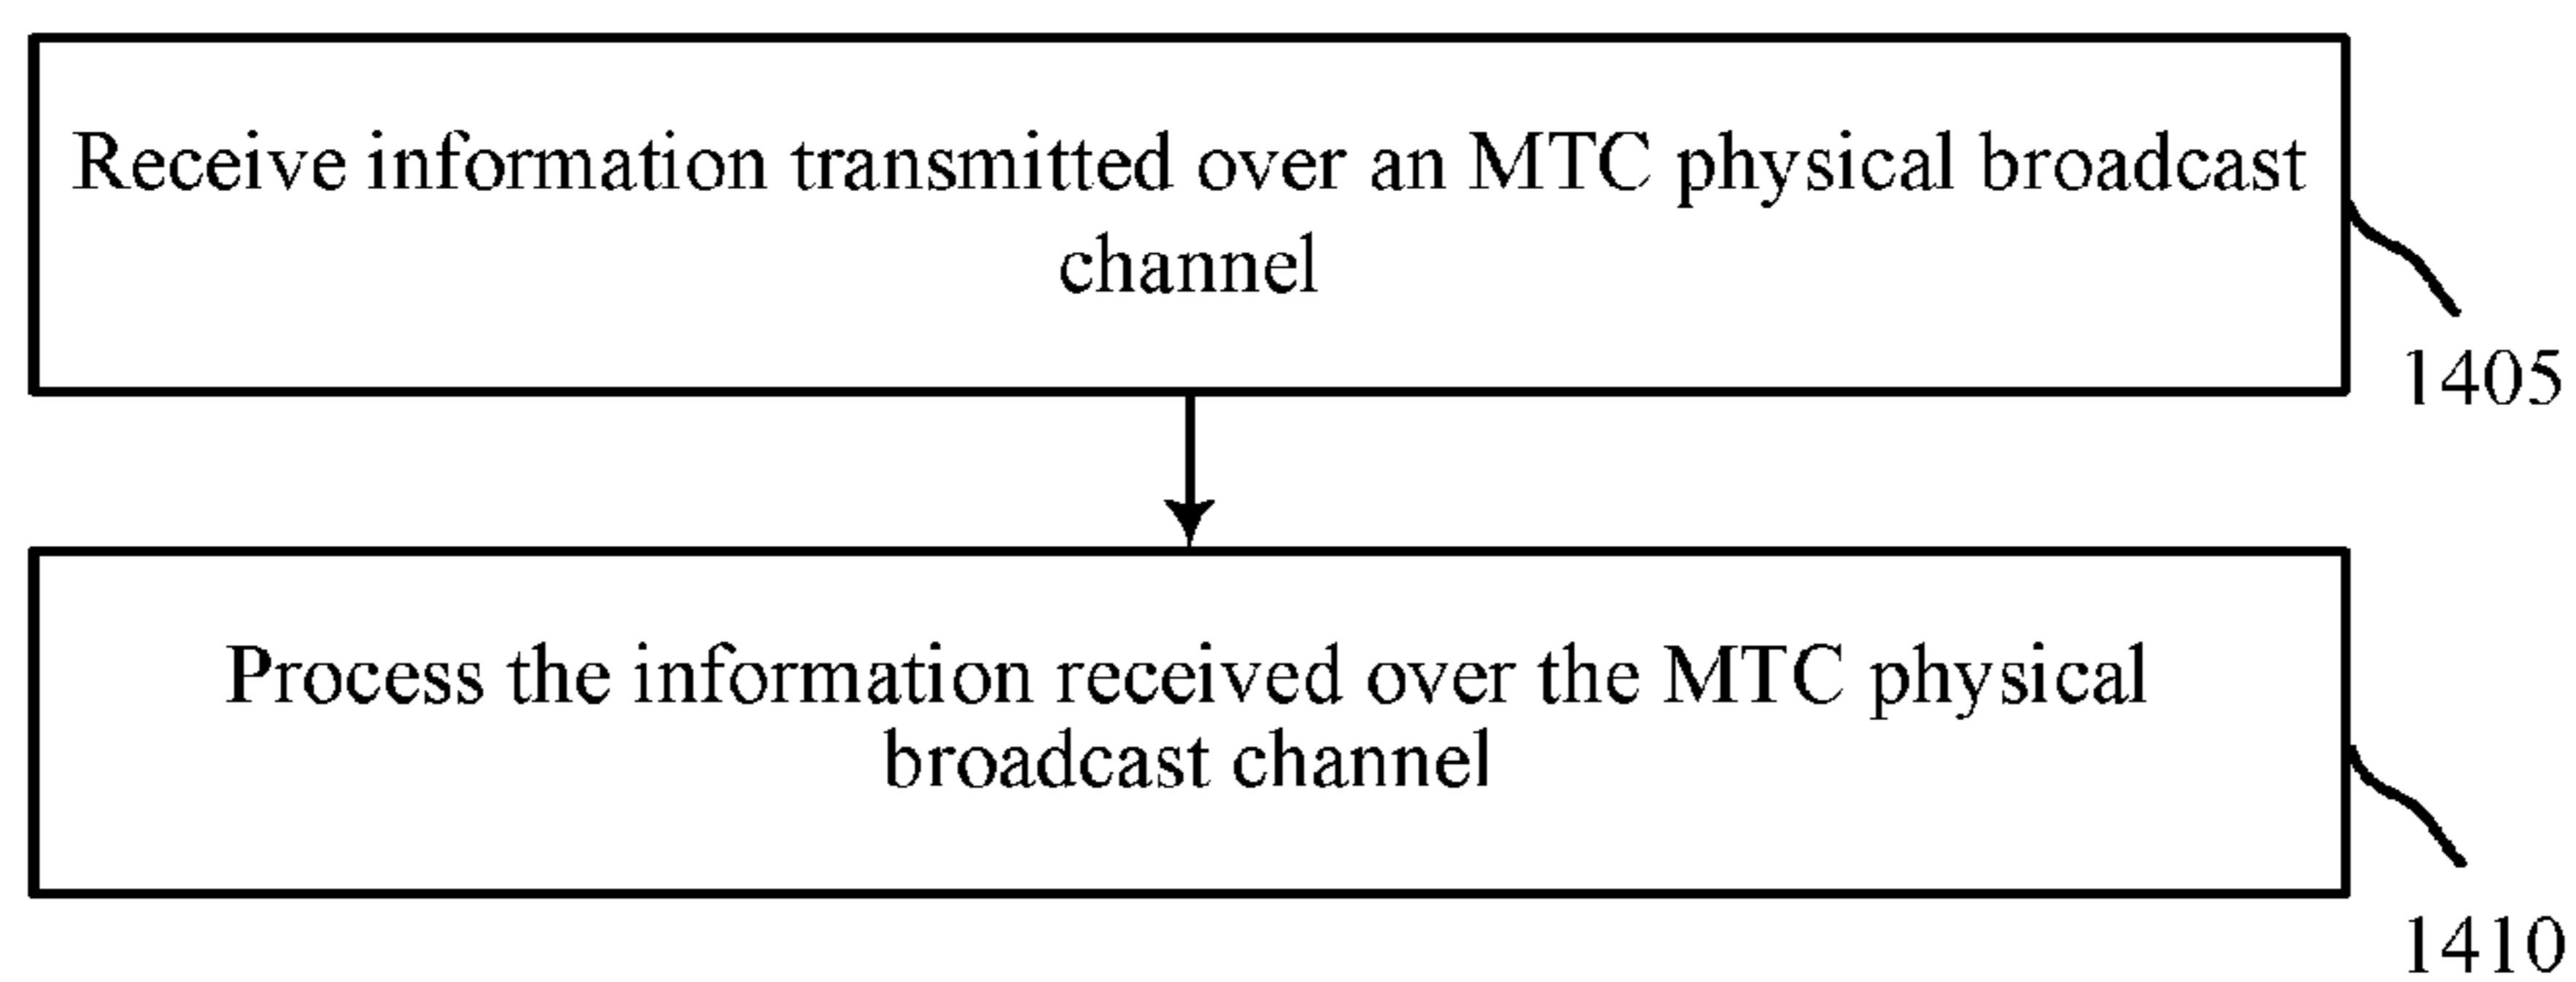 Receive information transmitted over an MTC physical broadcast
channel
1405
Process the information received over the MTC physical
broadcast channel
1410